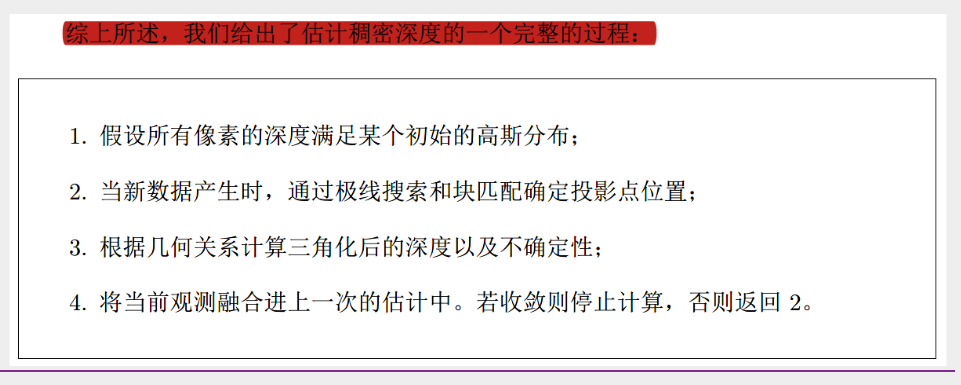 综上所述，我们给出了估计稠密深度的一个完整的过程：
1. 假设所有像素的深度满足某个初始的高斯分布；
2. 当新数据产生时，通过极线搜索和块匹配确定投影点位置；
3. 根据几何关系计算三角化后的深度以及不确定性；
4. 将当前观测融合进上一次的估计中。若收敛则停止计算，否则返回 2。